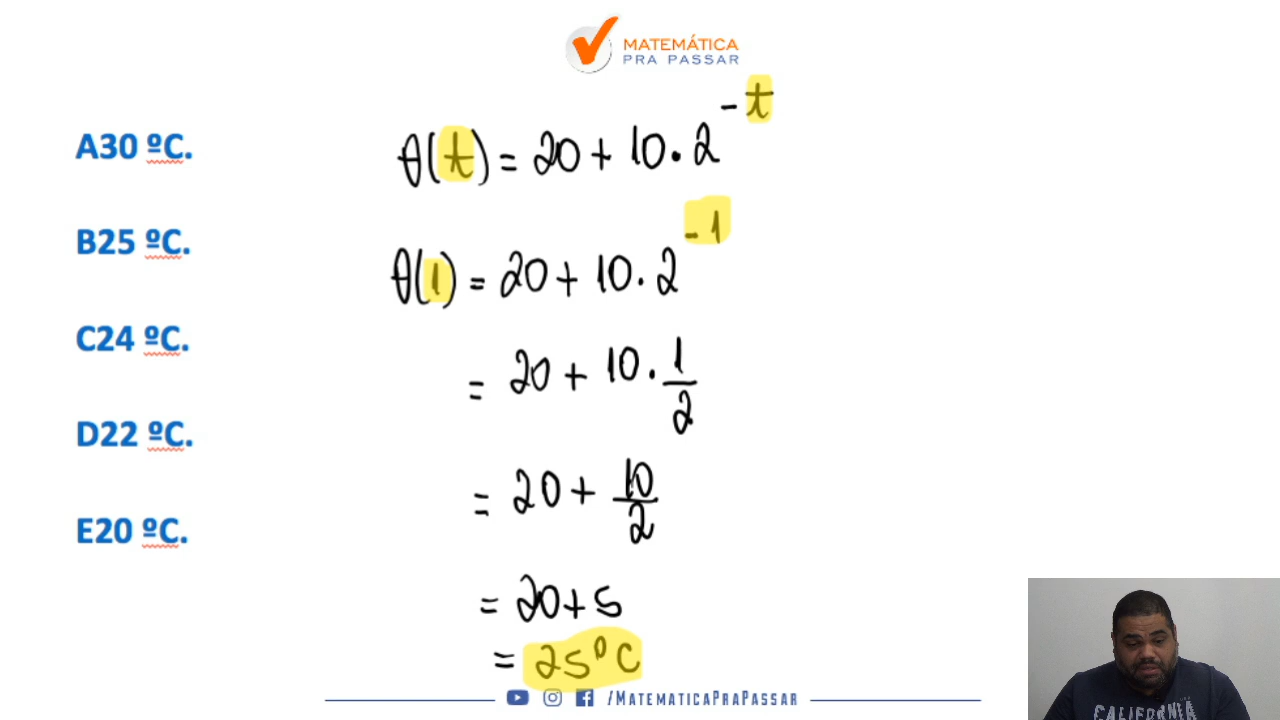 MATEMÁTICA
PRA PASSAR
A30 ºC.
B25 ºC.
C24 ºC.
D22 ºC.
E20 ºC.
θ(t) = 20 + 10 . 2^-t
θ(1) = 20 + 10 . 2^-1
= 20 + 10 . 1/2
= 20 + 10/2
= 20 + 5
= 25°C
/MATEMATICAPRAPASSAR
CALIFORNIA